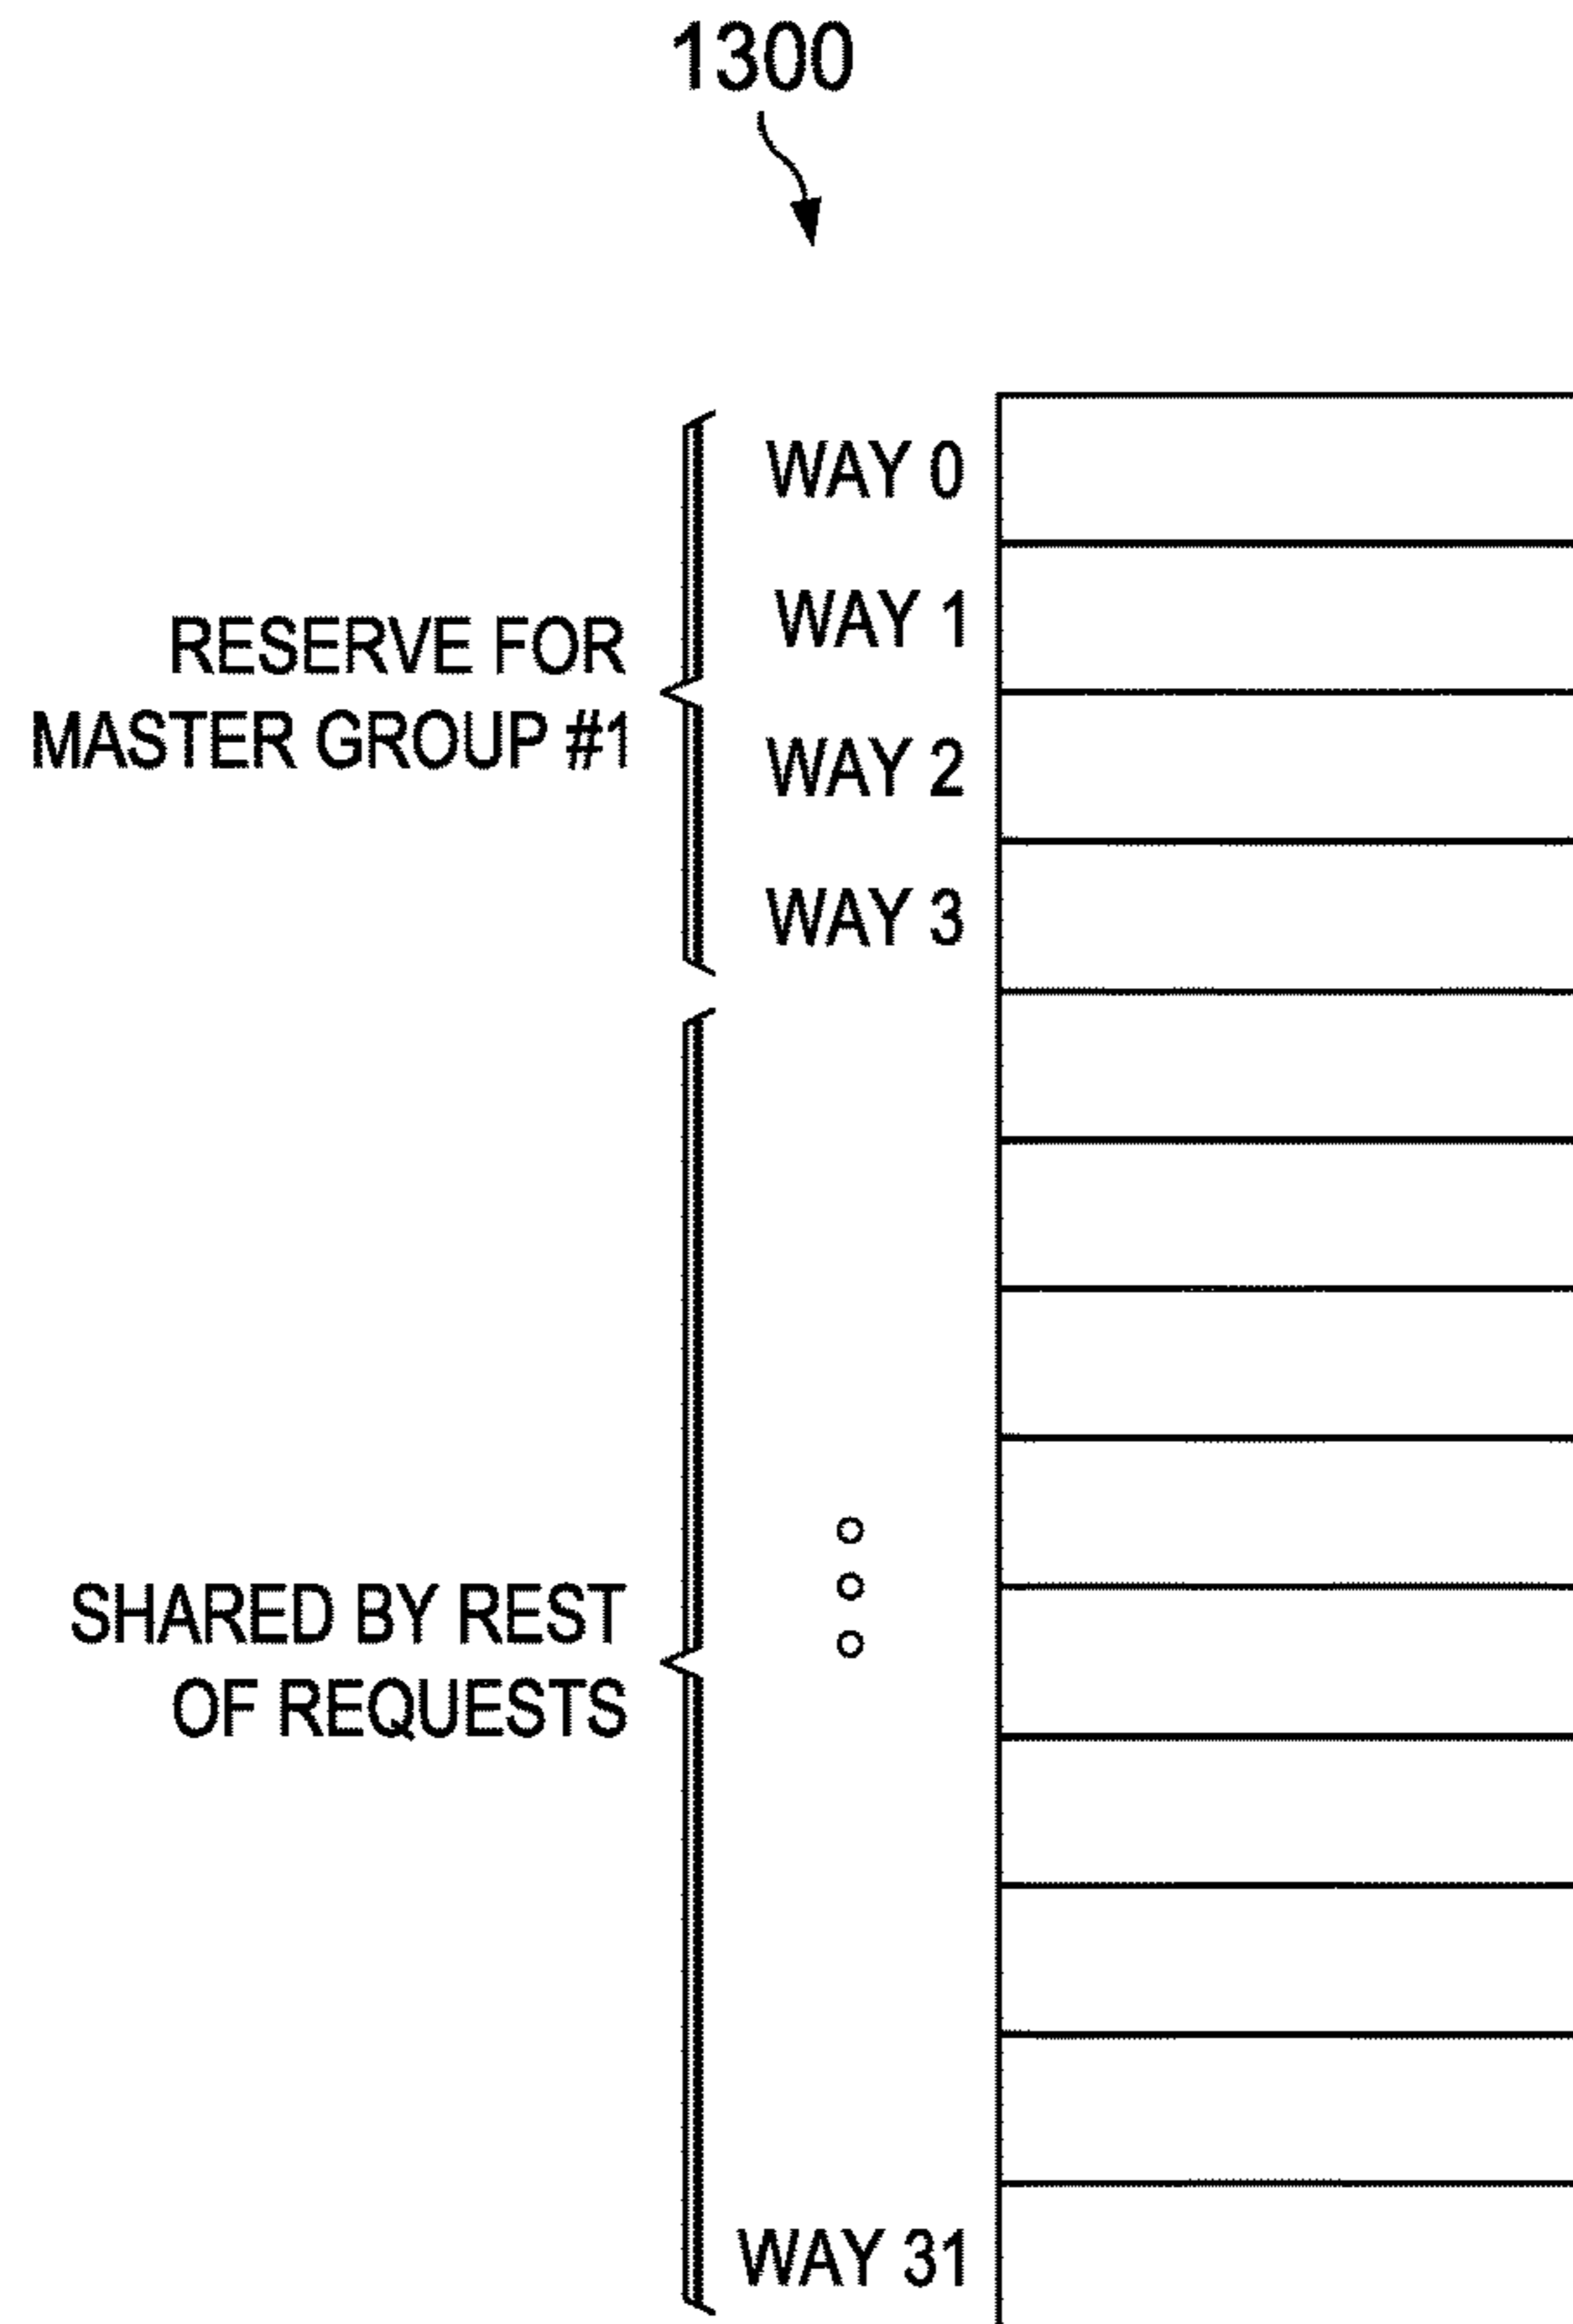 1300
WAY 0
WAY 1
RESERVE FOR
MASTER GROUP #1
WAY 2
WAY 3
SHARED BY REST
OF REQUESTS
WAY 31